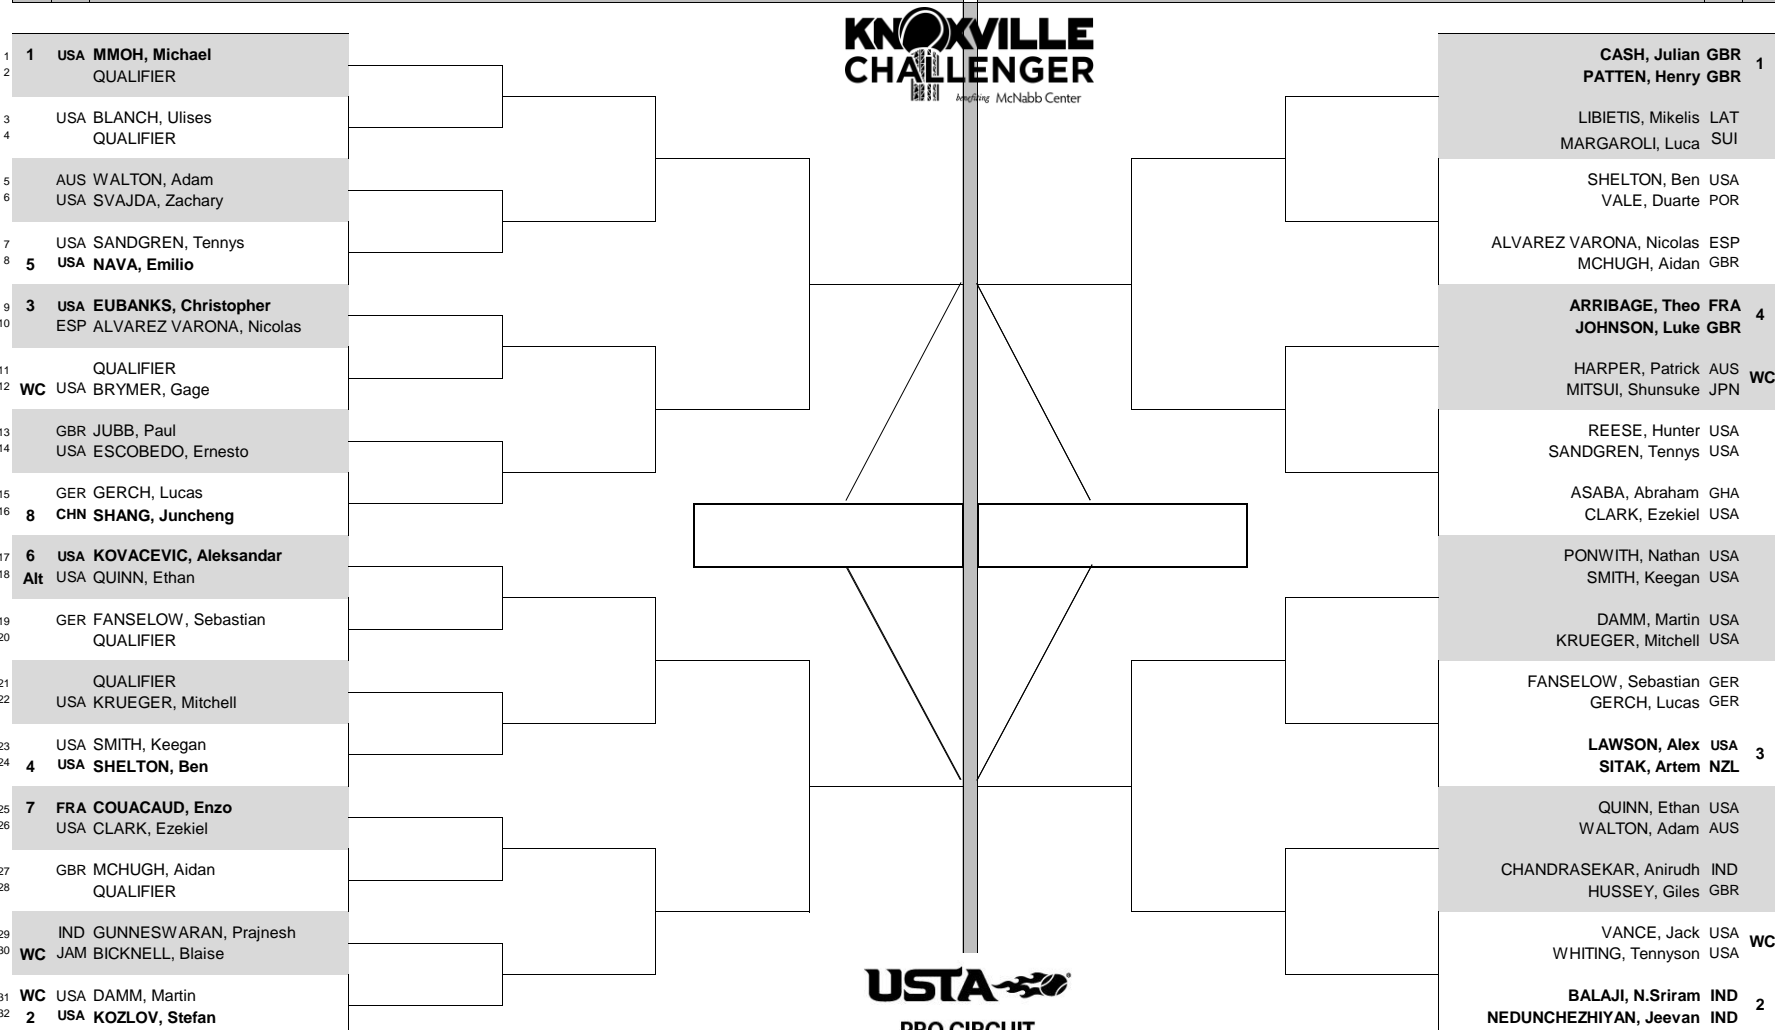 KNOXVILLE
CHALLENGER
benefiting McNabb Center
1 1 USA MMOH, Michael
2 QUALIFIER
3 USA BLANCH, Ulises
4 QUALIFIER
5 AUS WALTON, Adam
6 USA SVAJDA, Zachary
7 USA SANDGREN, Tennys
8 5 USA NAVA, Emilio
9 3 USA EUBANKS, Christopher
10 ESP ALVAREZ VARONA, Nicolas
11 QUALIFIER
12 WC USA BRYMER, Gage
13 GBR JUBB, Paul
14 USA ESCOBEDO, Ernesto
15 GER GERCH, Lucas
16 8 CHN SHANG, Juncheng
17 6 USA KOVACEVIC, Aleksandar
18 Alt USA QUINN, Ethan
19 GER FANSELOW, Sebastian
20 QUALIFIER
21 QUALIFIER
22 USA KRUEGER, Mitchell
23 USA SMITH, Keegan
24 4 USA SHELTON, Ben
25 7 FRA COUACAUD, Enzo
26 USA CLARK, Ezekiel
27 GBR MCHUGH, Aidan
28 QUALIFIER
29 IND GUNNESWARAN, Prajnesh
30 WC JAM BICKNELL, Blaise
31 WC USA DAMM, Martin
32 2 USA KOZLOV, Stefan
CASH, Julian GBR 1
PATTEN, Henry GBR
LIBIETIS, Mikelis LAT
MARGAROLI, Luca SUI
SHELTON, Ben USA
VALE, Duarte POR
ALVAREZ VARONA, Nicolas ESP
MCHUGH, Aidan GBR
ARRIBAGE, Theo FRA 4
JOHNSON, Luke GBR
HARPER, Patrick AUS WC
MITSUI, Shunsuke JPN
REESE, Hunter USA
SANDGREN, Tennys USA
ASABA, Abraham GHA
CLARK, Ezekiel USA
PONWITH, Nathan USA
SMITH, Keegan USA
DAMM, Martin USA
KRUEGER, Mitchell USA
FANSELOW, Sebastian GER
GERCH, Lucas GER
LAWSON, Alex USA 3
SITAK, Artem NZL
QUINN, Ethan USA
WALTON, Adam AUS
CHANDRASEKAR, Anirudh IND
HUSSEY, Giles GBR
VANCE, Jack USA WC
WHITING, Tennyson USA
BALAJI, N.Sriram IND 2
NEDUNCHEZHIYAN, Jeevan IND
USTA
PRO CIRCUIT